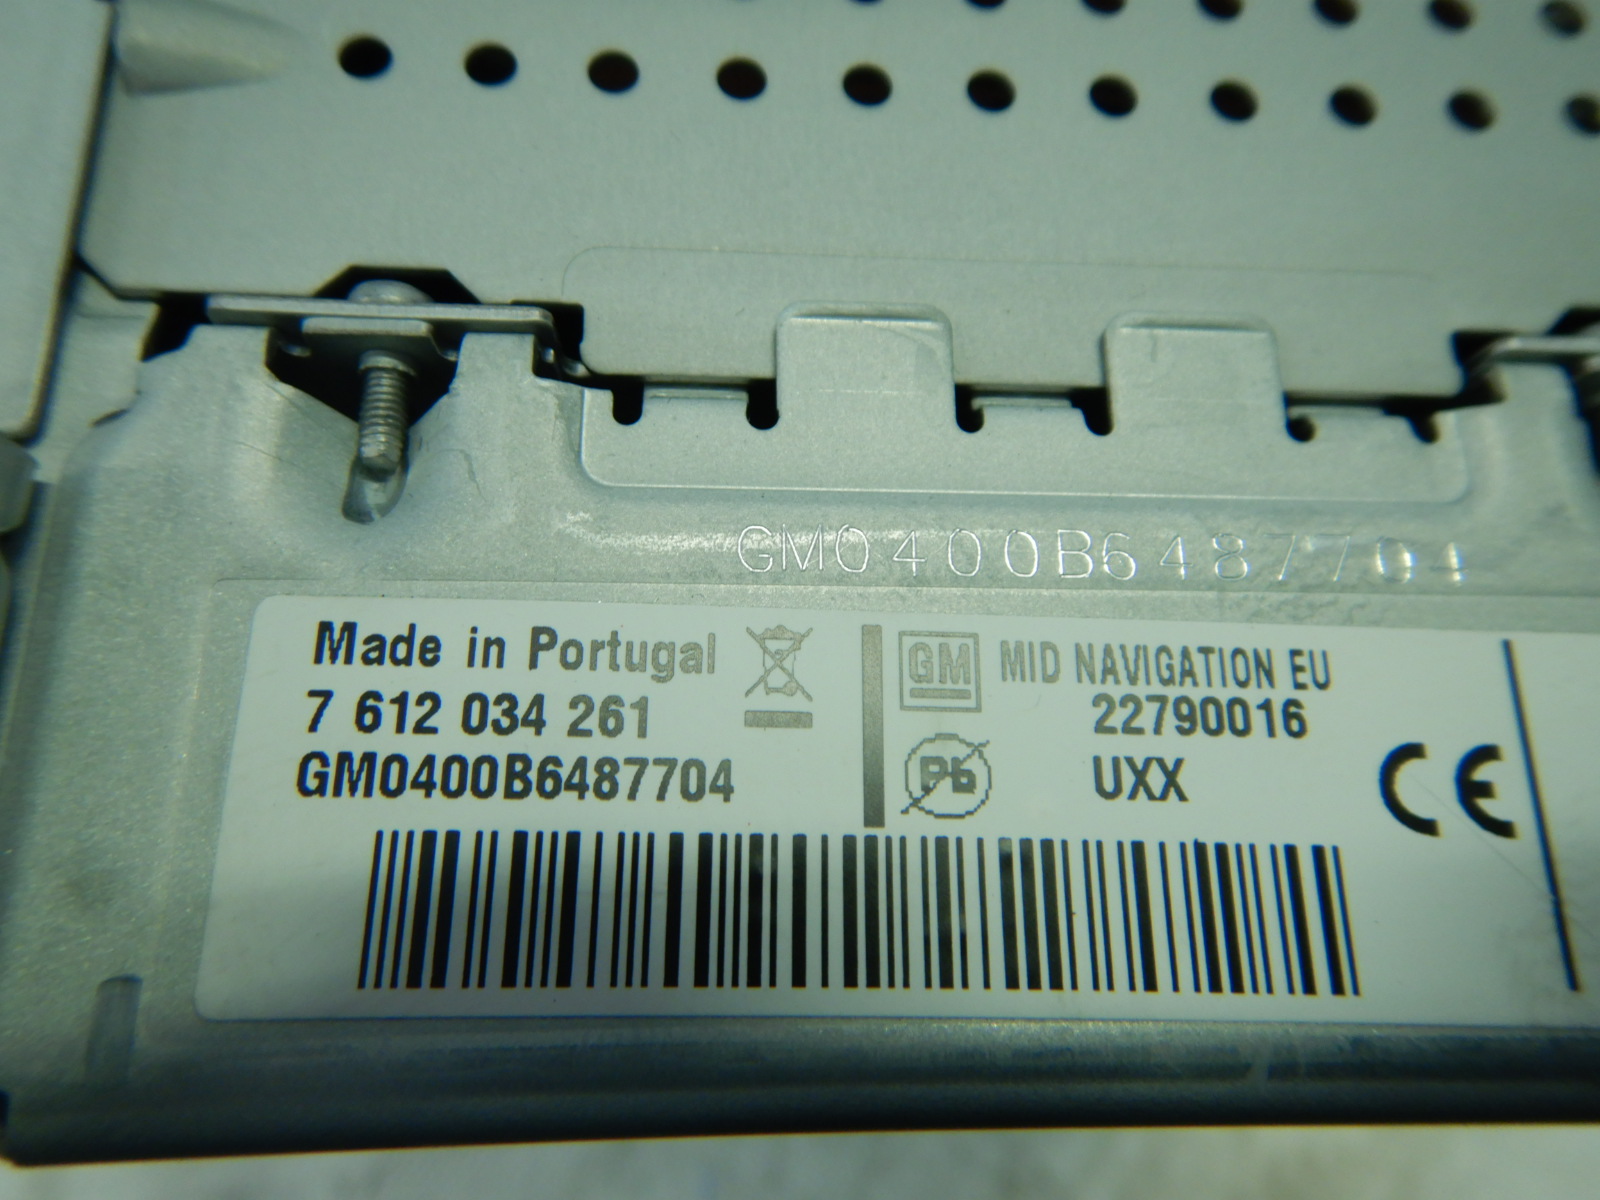 GM0400B6487704
Made in Portugal
7 612 034 261
GM0400B6487704
GM MID NAVIGATION EU
22790016
Pb UXX
CE